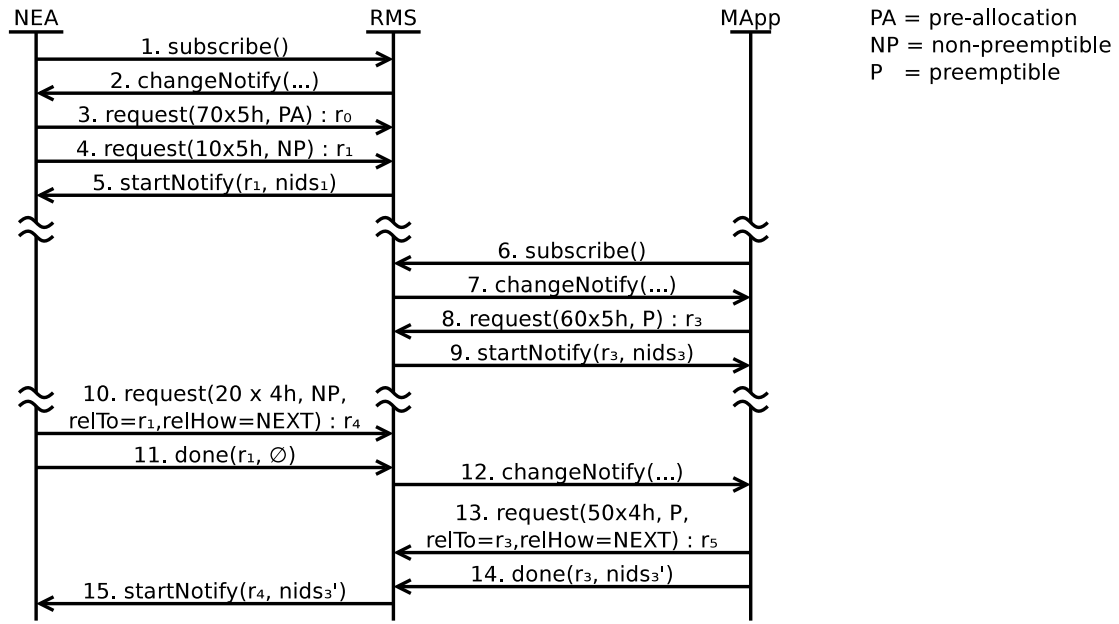 NEA
RMS
MApp
PA = pre-allocation
NP = non-preemptible
P = preemptible
1. subscribe()
2. changeNotify(...)
3. request(70x5h, PA) : r₀
4. request(10x5h, NP) : r₁
5. startNotify(r₁, nids₁)
6. subscribe()
7. changeNotify(...)
8. request(60x5h, P) : r₃
9. startNotify(r₃, nids₃)
10. request(20 x 4h, NP,
relTo=r₁,relHow=NEXT) : r₄
11. done(r₁, ∅)
12. changeNotify(...)
13. request(50x4h, P,
relTo=r₃,relHow=NEXT) : r₅
14. done(r₃, nids₃')
15. startNotify(r₄, nids₃')